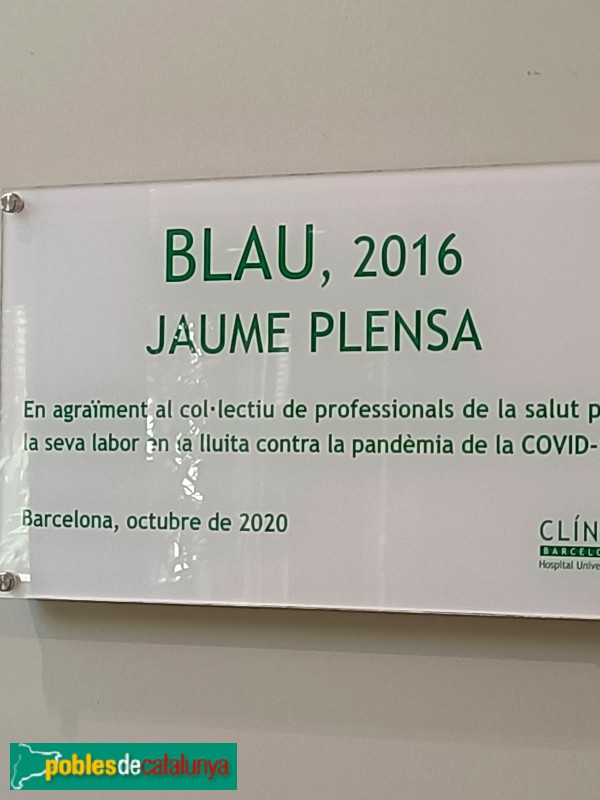 BLAU, 2016
JAUME PLENSA
En agraïment al col·lectiu de professionals de la salut p
la seva labor en la lluita contra la pandèmia de la COVID-
Barcelona, octubre de 2020
CLÍN
BARCELO
Hospital Unive
poblesdecatalunya